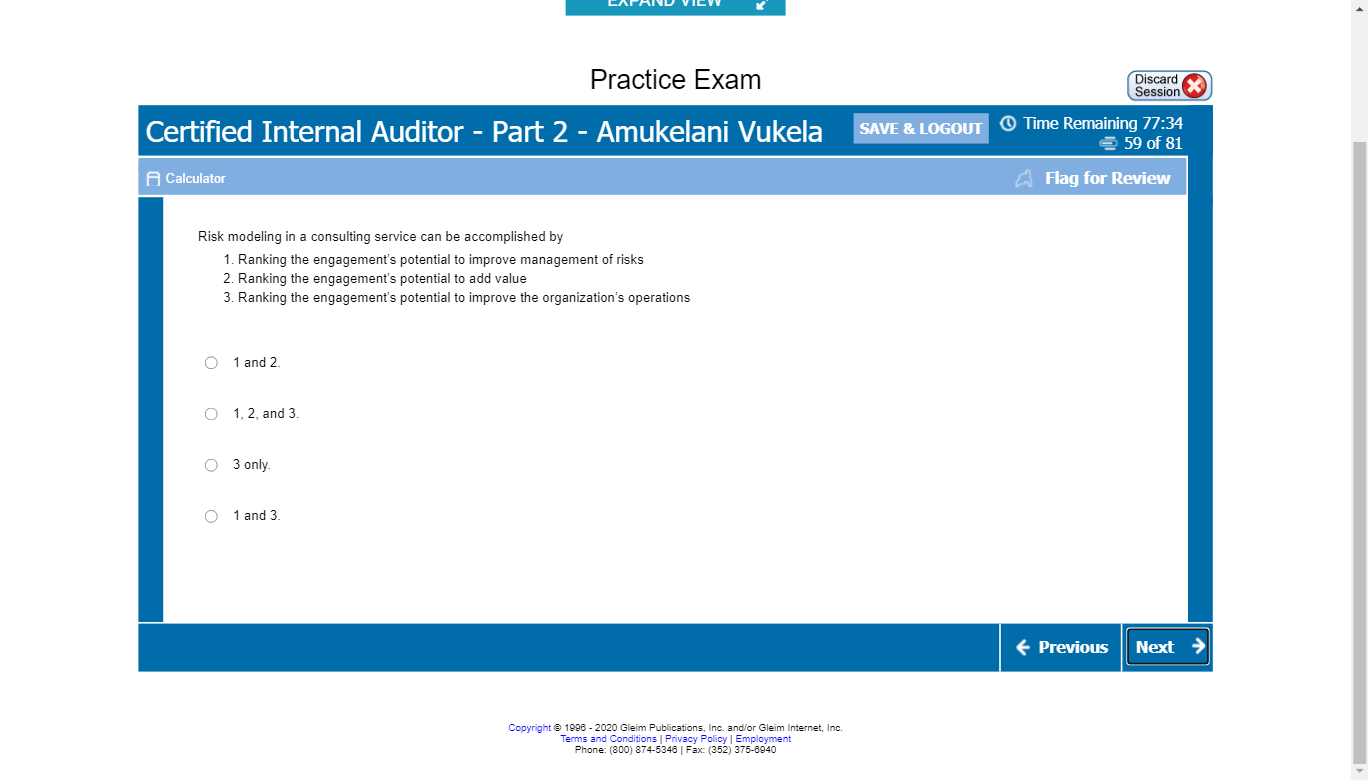 EXPAND VIEW
Practice Exam
Discard
Session
Certified Internal Auditor - Part 2 - Amukelani Vukela
SAVE & LOGOUT
Time Remaining 77:34
59 of 81
Calculator
Flag for Review
Risk modeling in a consulting service can be accomplished by
1. Ranking the engagement's potential to improve management of risks
2. Ranking the engagement's potential to add value
3. Ranking the engagement's potential to improve the organization's operations
1 and 2.
1, 2, and 3.
3 only.
1 and 3.
Previous
Next
Copyright © 1996 - 2020 Gleim Publications, Inc. and/or Gleim Internet, Inc.
Terms and Conditions | Privacy Policy | Employment
Phone: (800) 874-5346 | Fax: (352) 375-6940